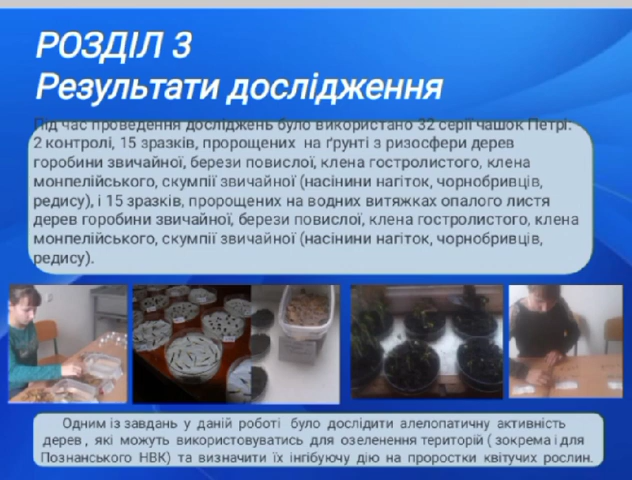 РОЗДІЛ 3
Результати дослідження
Під час проведення досліджень було використано 32 серії чашок Петрі:
2 контролі, 15 зразків, пророщених на ґрунті з ризосфери дерев
горобини звичайної, берези повислої, клена гостролистого, клена
монпелійського, скумпії звичайної (насінини нагіток, чорнобривців,
редису), і 15 зразків, пророщених на водних витяжках опалого листя
дерев горобини звичайної, берези повислої, клена гостролистого, клена
монпелійського, скумпії звичайної (насінини нагіток, чорнобривців,
редису).
Одним із завдань у даній роботі було дослідити алелопатичну активність
дерев , які можуть використовуватись для озеленення територій ( зокрема і для
Познанського НВК) та визначити їх інгібуючу дію на проростки квітучих рослин.